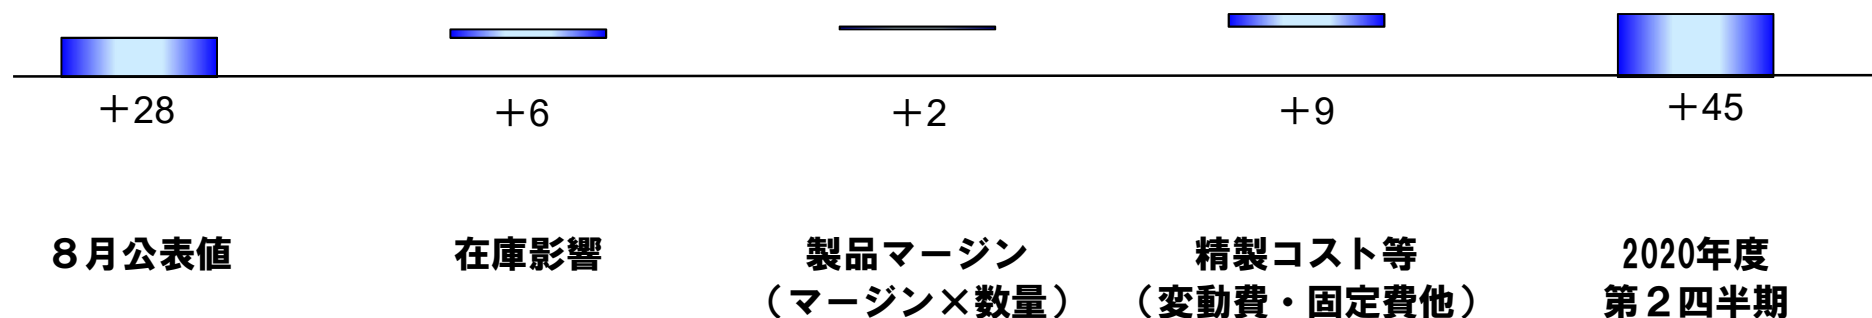 ＋28
＋6
＋2
＋9
＋45
８月公表値
在庫影響
製品マージン
（マージン×数量）
精製コスト等
（変動費・固定費他）
2020年度
第２四半期